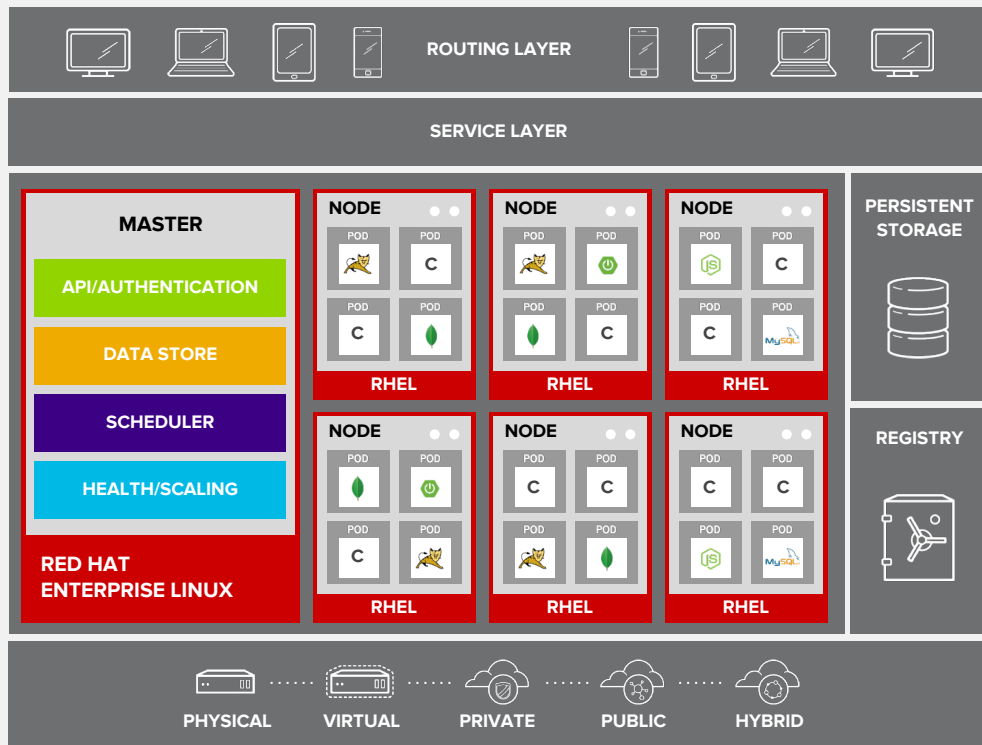 ROUTING LAYER
SERVICE LAYER
MASTER
API/AUTHENTICATION
DATA STORE
SCHEDULER
HEALTH/SCALING
RED HAT
ENTERPRISE LINUX
NODE
POD POD
C
POD POD
C
RHEL
NODE
POD POD
POD POD
C
RHEL
NODE
POD POD
JS C
POD POD
C MySQL
RHEL
NODE
POD POD
POD POD
C
RHEL
NODE
POD POD
C C
POD POD
RHEL
NODE
POD POD
C C
POD POD
JS MySQL
RHEL
PERSISTENT
STORAGE
REGISTRY
PHYSICAL VIRTUAL PRIVATE PUBLIC HYBRID